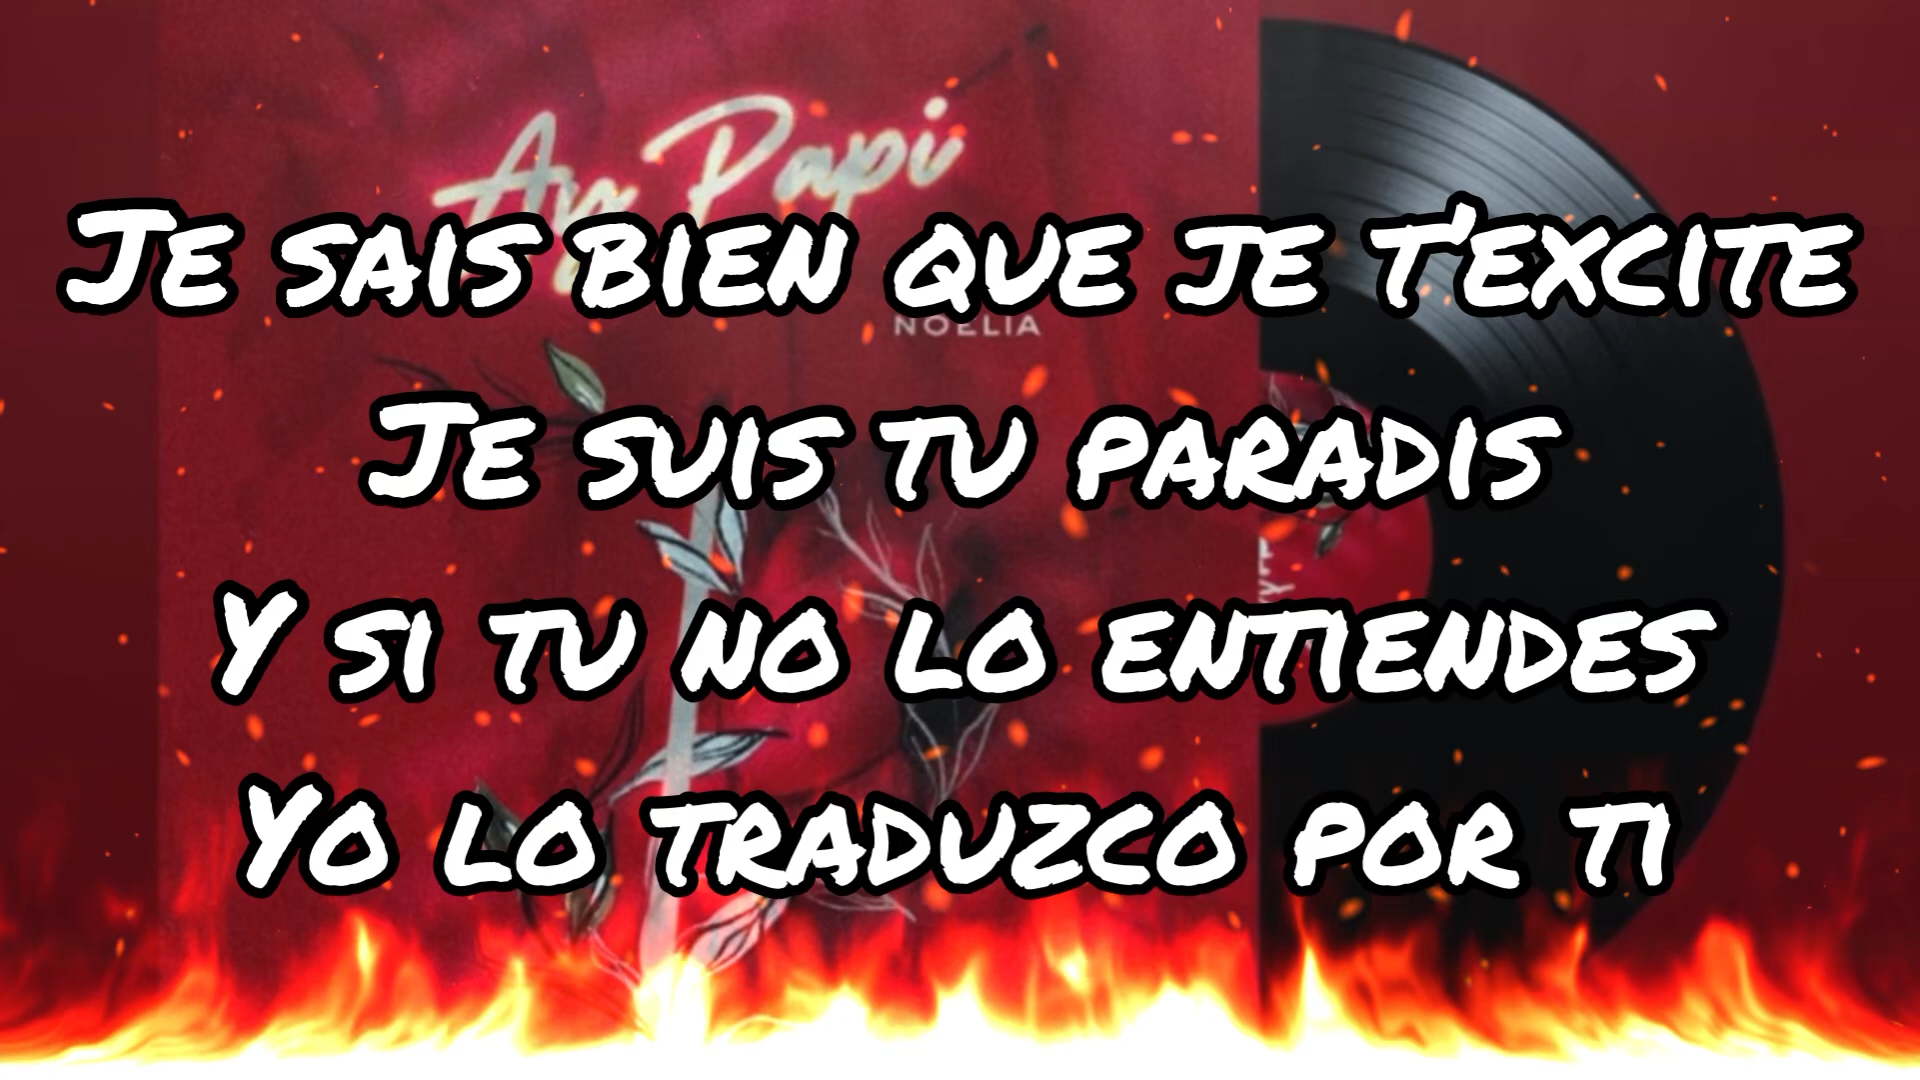 Ay Papi
NOELIA
Je sais bien que je t'excite
Je suis tu paradis
Y si tu no lo entiendes
Yo lo traduzco por ti